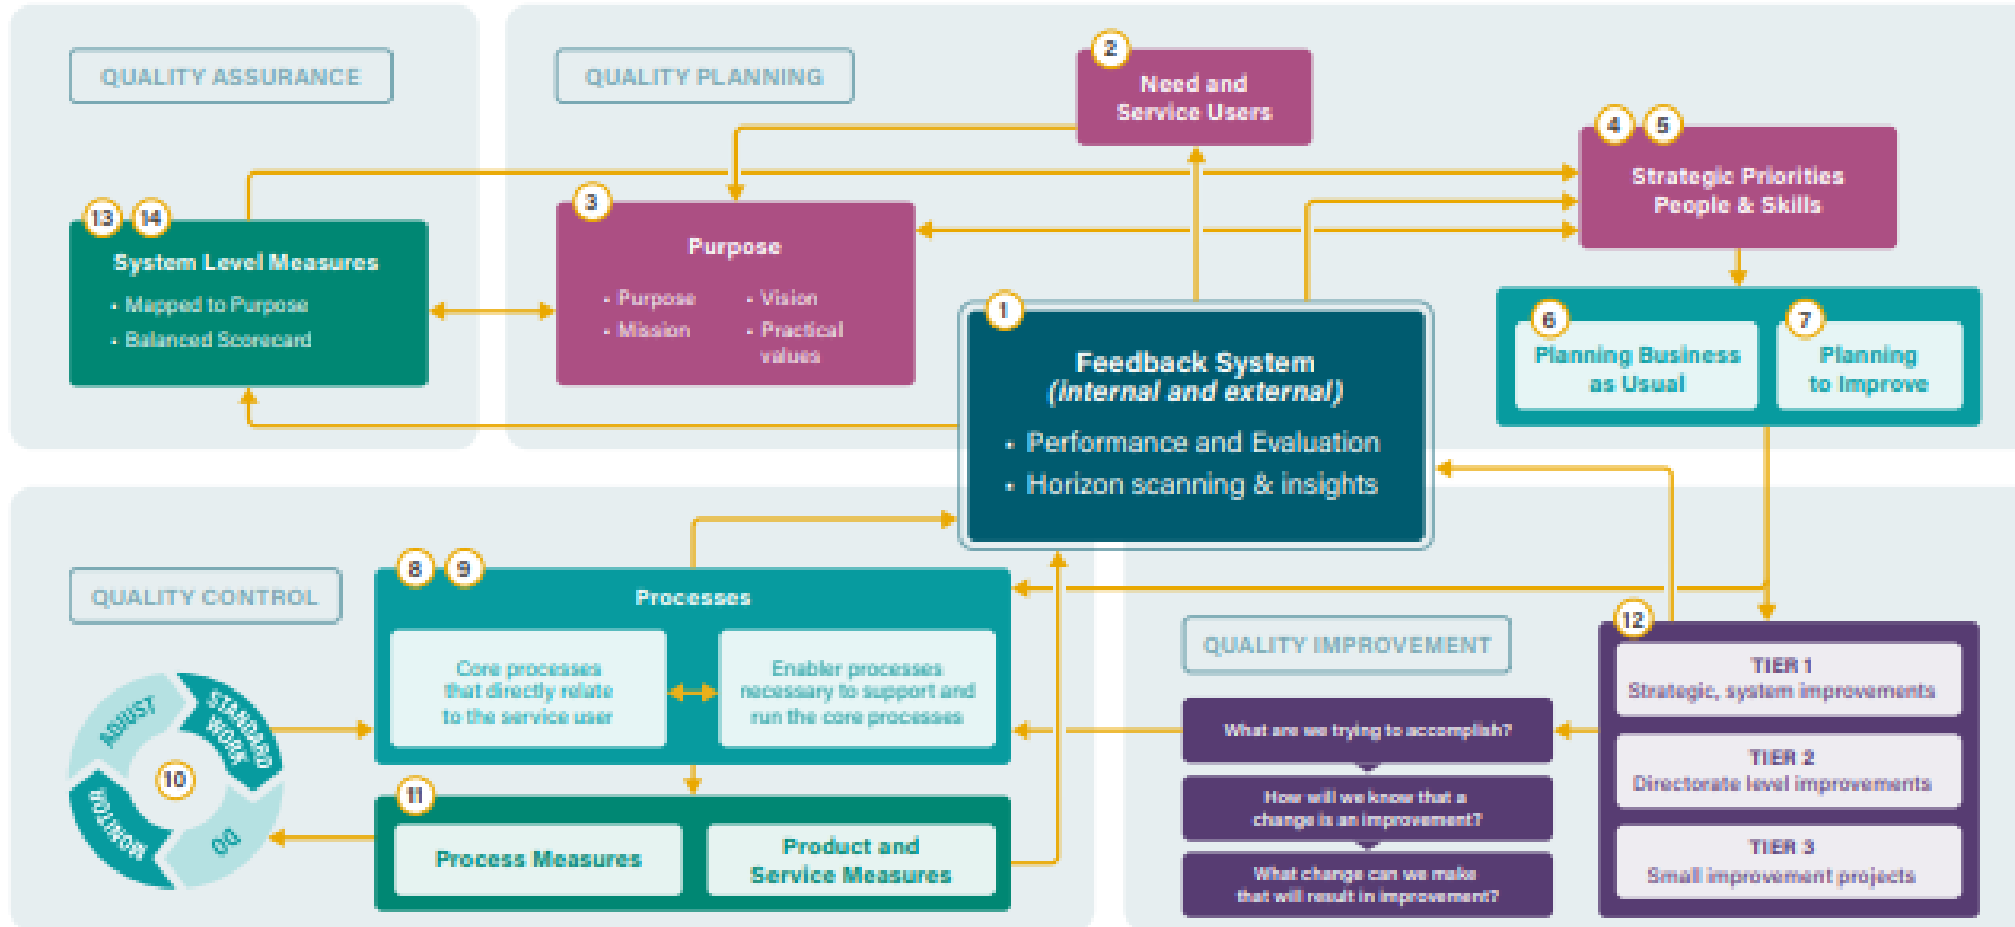 QUALITY ASSURANCE
13 14
System Level Measures
• Mapped to Purpose
• Balanced Scorecard
QUALITY PLANNING
2
Need and
Service Users
3
Purpose
• Purpose
• Mission
• Vision
• Practical
values
4 5
Strategic Priorities
People & Skills
6
Planning Business
as Usual
7
Planning
to Improve
1
Feedback System
(internal and external)
• Performance and Evaluation
• Horizon scanning & insights
QUALITY CONTROL
8 9
Processes
Core processes
that directly relate
to the service user
Enabler processes
necessary to support and
run the core processes
10
ADJUST
STANDARD
WORK
DO
MONITOR
11
Process Measures
Product and
Service Measures
QUALITY IMPROVEMENT
What are we trying to accomplish?
How will we know that a
change is an improvement?
What change can we make
that will result in improvement?
12
TIER 1
Strategic, system improvements
TIER 2
Directorate level improvements
TIER 3
Small improvement projects